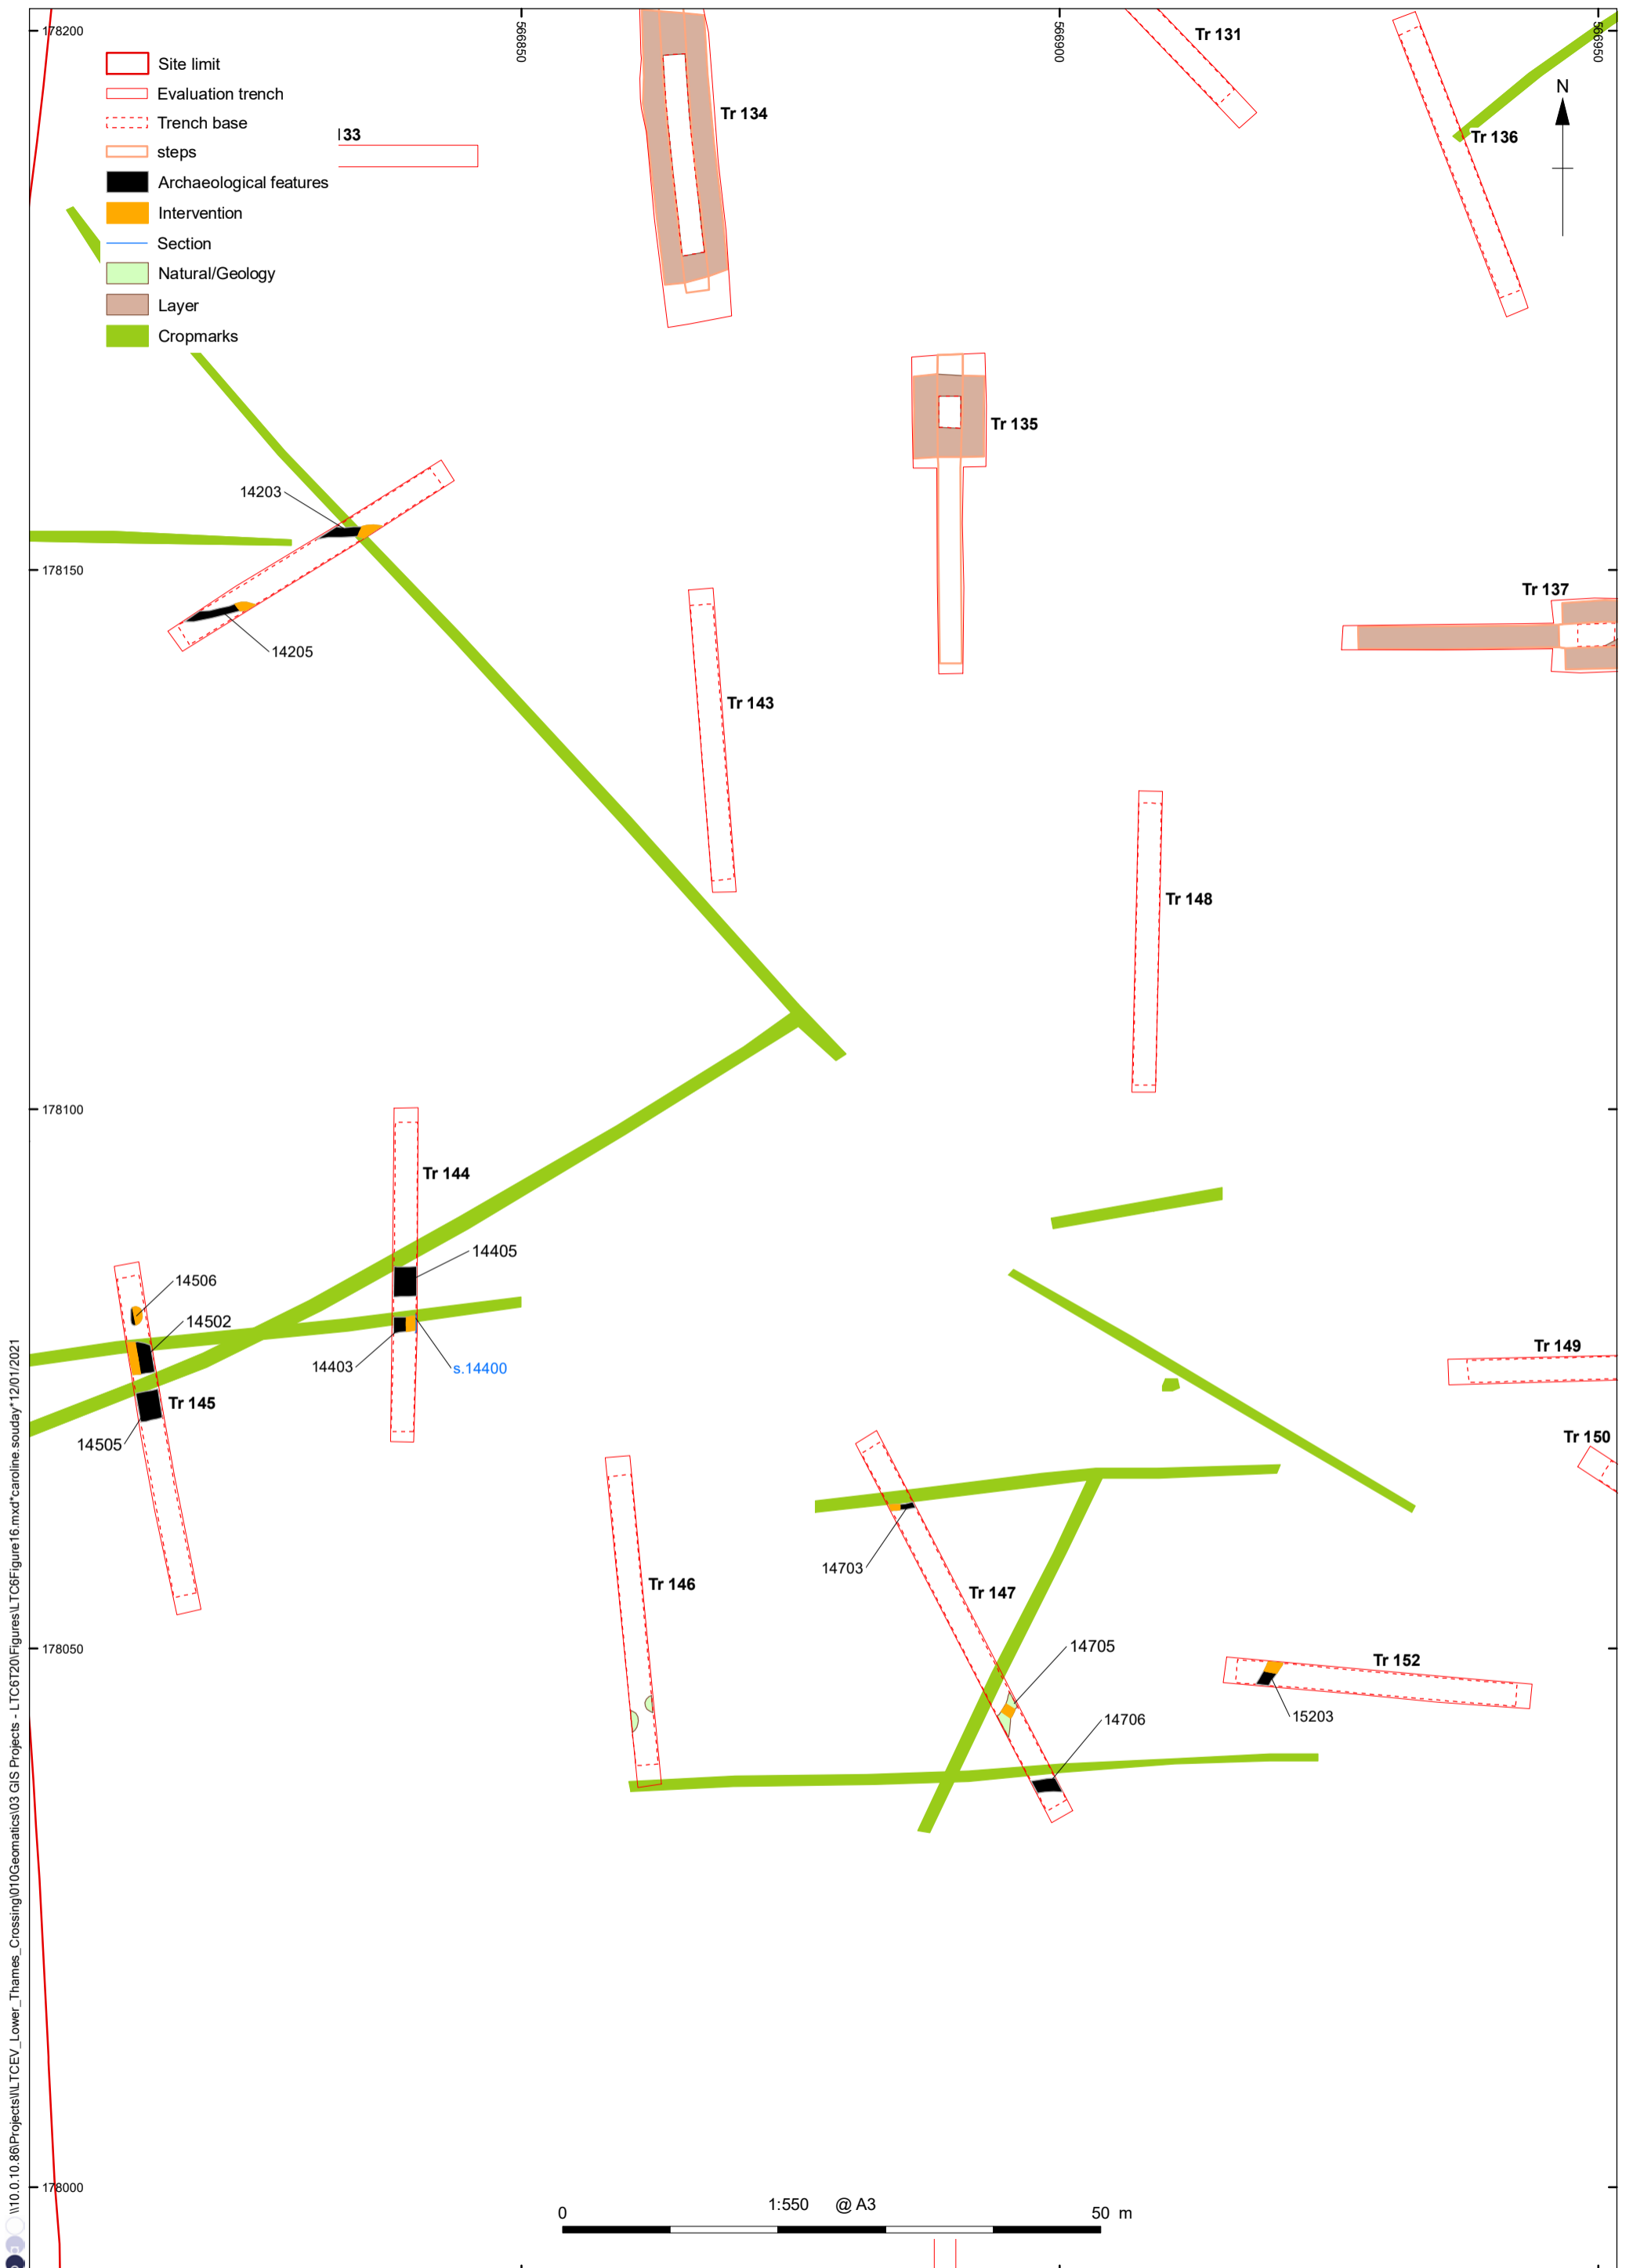 178200
566850
566900
566950
Site limit
Evaluation trench
Trench base
steps
Archaeological features
Intervention
Section
Natural/Geology
Layer
Cropmarks
33
Tr 134
Tr 131
Tr 136
N
Tr 135
14203
178150
14205
Tr 137
Tr 143
Tr 148
178100
Tr 144
14405
14506
14502
14403
s.14400
Tr 145
14505
Tr 149
Tr 150
14703
Tr 146
Tr 147
14705
178050
Tr 152
14706
15203
178000
0
1:550 @ A3
50 m
\\10.0.10.86\Projects\l\LTCEV_Lower_Thames_Crossing\010Geomatics\03 GIS Projects - LTC6T20\Figures\LTC6Figure16.mxd*caroline.souday*12/01/2021